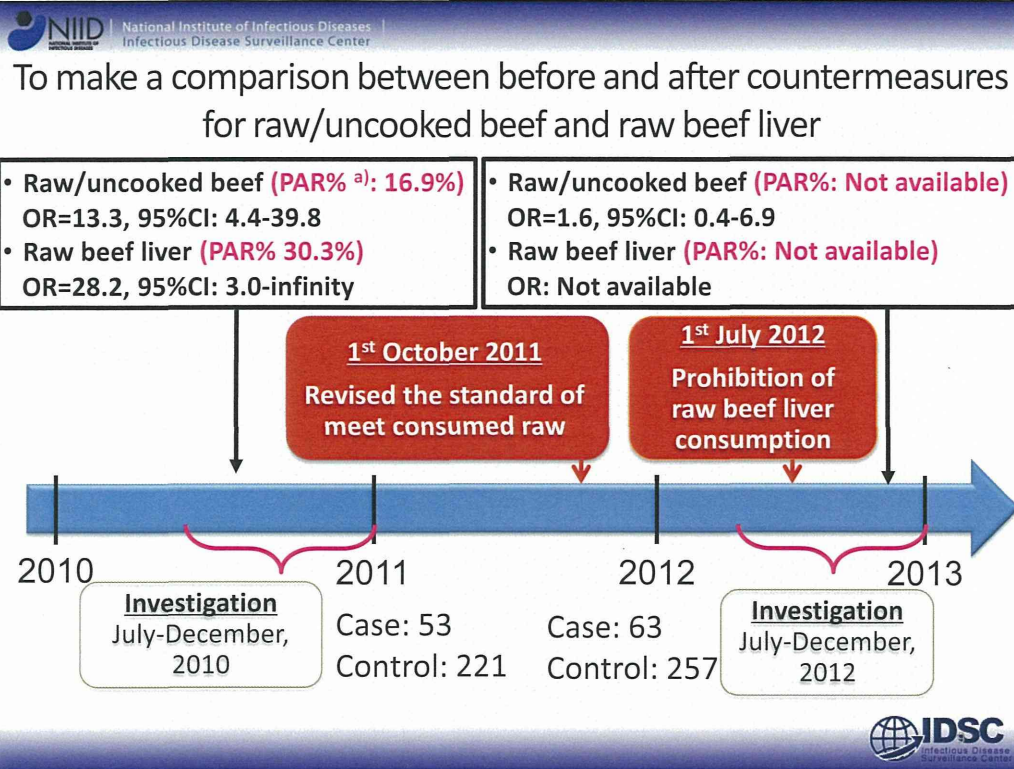 NIID
NATIONAL INSTITUTE OF
INFECTIOUS DISEASES
National Institute of Infectious Diseases
Infectious Disease Surveillance Center
To make a comparison between before and after countermeasures
for raw/uncooked beef and raw beef liver
• Raw/uncooked beef (PAR% a): 16.9%)
OR=13.3, 95%CI: 4.4-39.8
• Raw beef liver (PAR% 30.3%)
OR=28.2, 95%CI: 3.0-infinity
• Raw/uncooked beef (PAR%: Not available)
OR=1.6, 95%CI: 0.4-6.9
• Raw beef liver (PAR%: Not available)
OR: Not available
1st October 2011
Revised the standard of
meet consumed raw
1st July 2012
Prohibition of
raw beef liver
consumption
2010
2011
2012
2013
Investigation
July-December,
2010
Case: 53
Control: 221
Case: 63
Control: 257
Investigation
July-December,
2012
IDSC
Infectious Disease
Surveillance Center